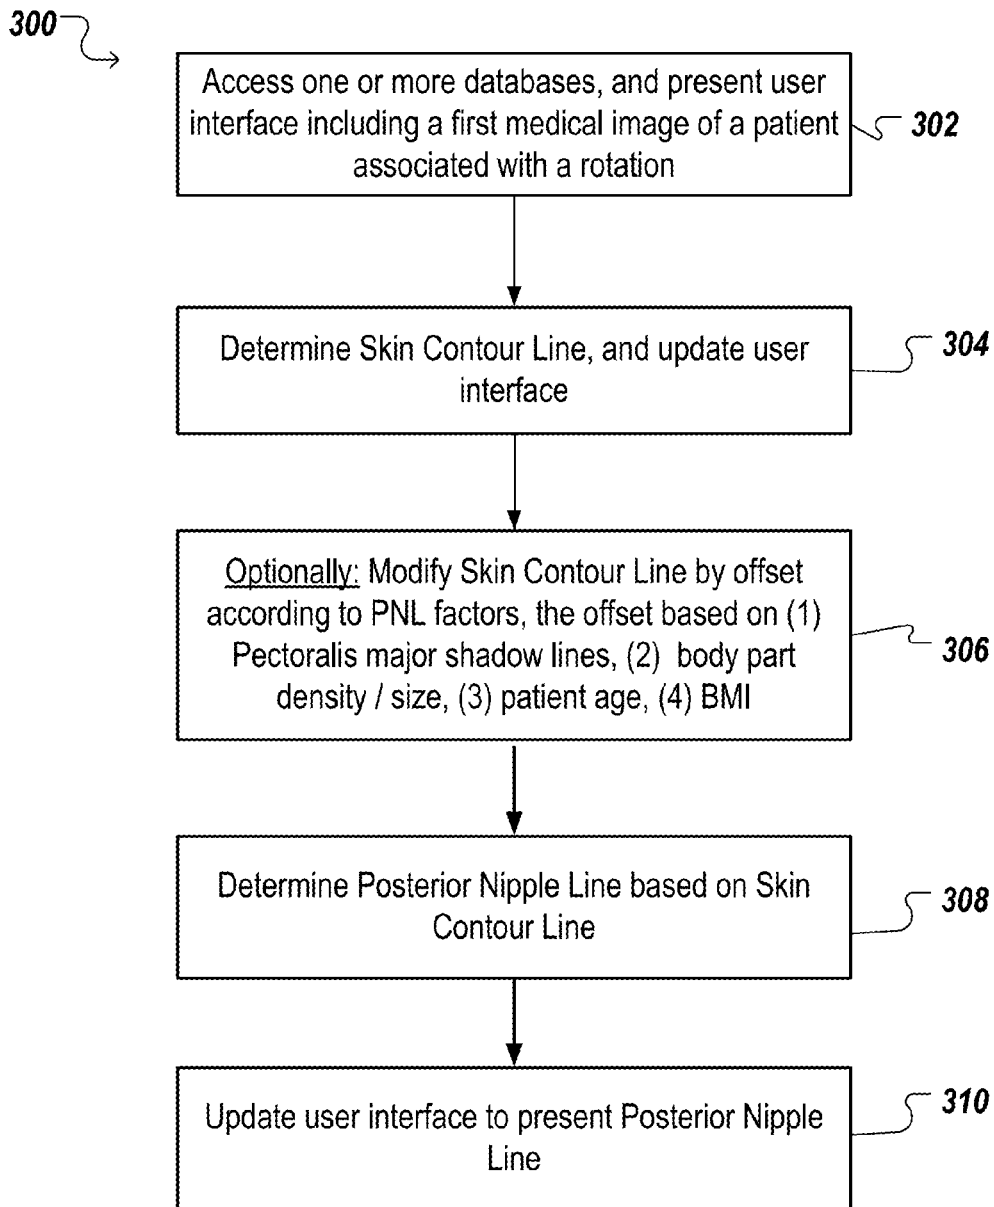 300
Access one or more databases, and present user
interface including a first medical image of a patient
associated with a rotation
302
Determine Skin Contour Line, and update user
interface
304
Optionally: Modify Skin Contour Line by offset
according to PNL factors, the offset based on (1)
Pectoralis major shadow lines, (2) body part
density / size, (3) patient age, (4) BMI
306
Determine Posterior Nipple Line based on Skin
Contour Line
308
Update user interface to present Posterior Nipple
Line
310